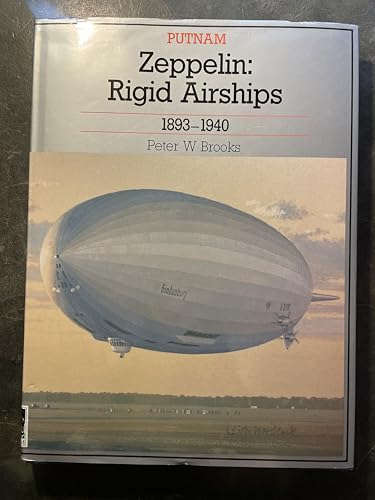 PUTNAM
Zeppelin:
Rigid Airships
1893–1940
Peter W Brooks
Hindenburg